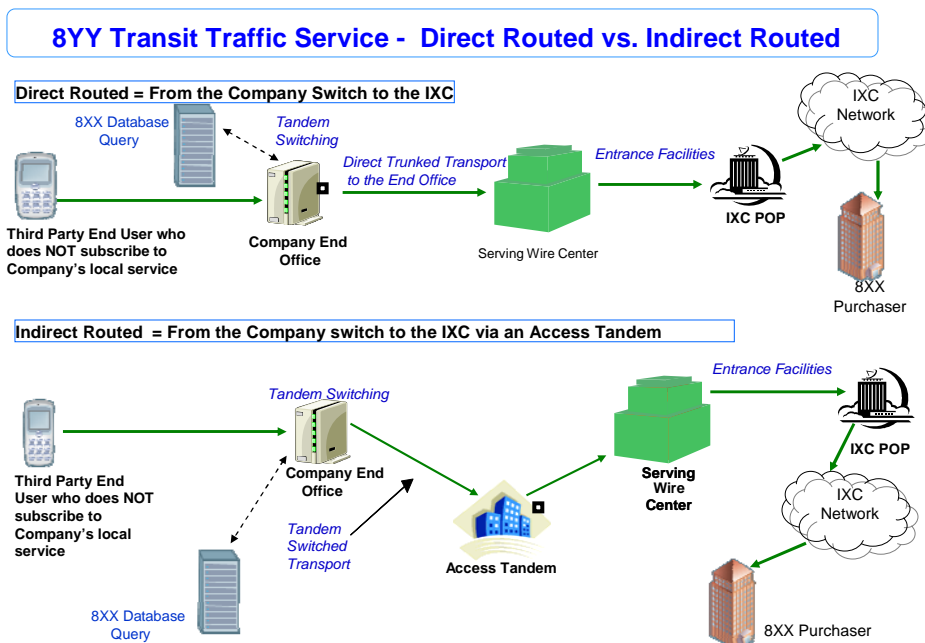 8YY Transit Traffic Service - Direct Routed vs. Indirect Routed
Direct Routed = From the Company Switch to the IXC
8XX Database
Query
Tandem
Switching
Direct Trunked Transport
to the End Office
Entrance Facilities
IXC
Network
IXC POP
Third Party End User who
does NOT subscribe to
Company's local service
Company End
Office
Serving Wire Center
8XX
Purchaser
Indirect Routed = From the Company switch to the IXC via an Access Tandem
Entrance Facilities
Tandem Switching
Third Party End
User who does NOT
subscribe to
Company's local
service
Company End
Office
Serving
Wire
Center
IXC POP
IXC
Network
Tandem
Switched
Transport
Access Tandem
8XX Database
Query
8XX Purchaser